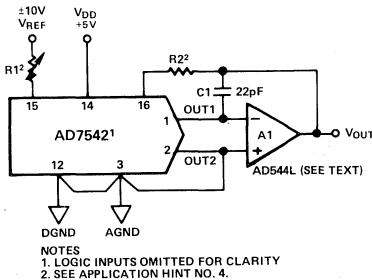 ±10V
VREF
VDD
+5V
R1²
R2²
C1
22pF
15
14
16
OUT1
1
AD7542¹
2
OUT2
12
3
−
A1
+
VOUT
AD544L (SEE TEXT)
DGND
AGND
NOTES
1. LOGIC INPUTS OMITTED FOR CLARITY
2. SEE APPLICATION HINT NO. 4.